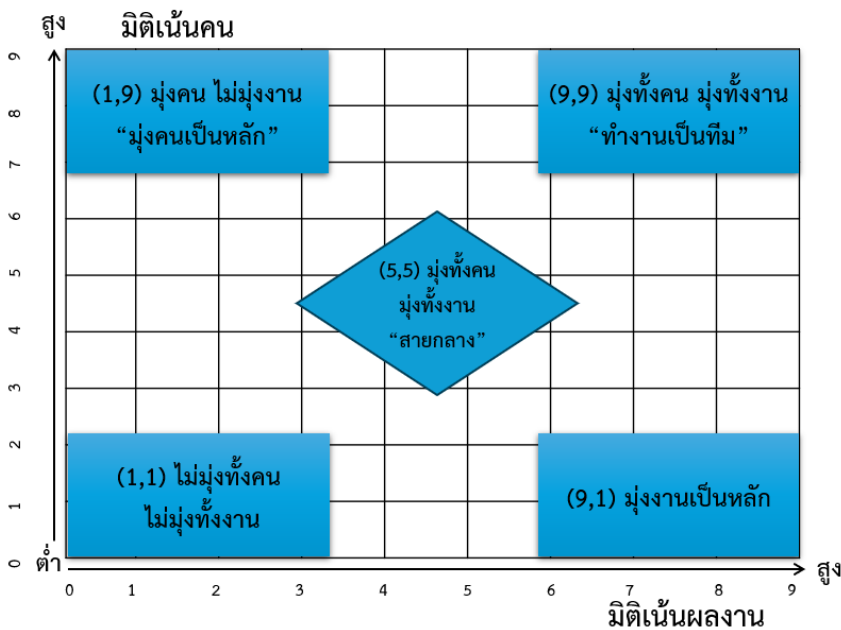 สูง
มิติเน้นคน
9
(1,9) มุ่งคน ไม่มุ่งงาน
“มุ่งคนเป็นหลัก”
(9,9) มุ่งทั้งคน มุ่งทั้งงาน
“ทำงานเป็นทีม”
8
7
6
5
(5,5) มุ่งทั้งคน
มุ่งทั้งงาน
“สายกลาง”
4
3
2
(1,1) ไม่มุ่งทั้งคน
ไม่มุ่งทั้งงาน
(9,1) มุ่งงานเป็นหลัก
1
0
ต่ำ
สูง
0 1 2 3 4 5 6 7 8 9
มิติเน้นผลงาน